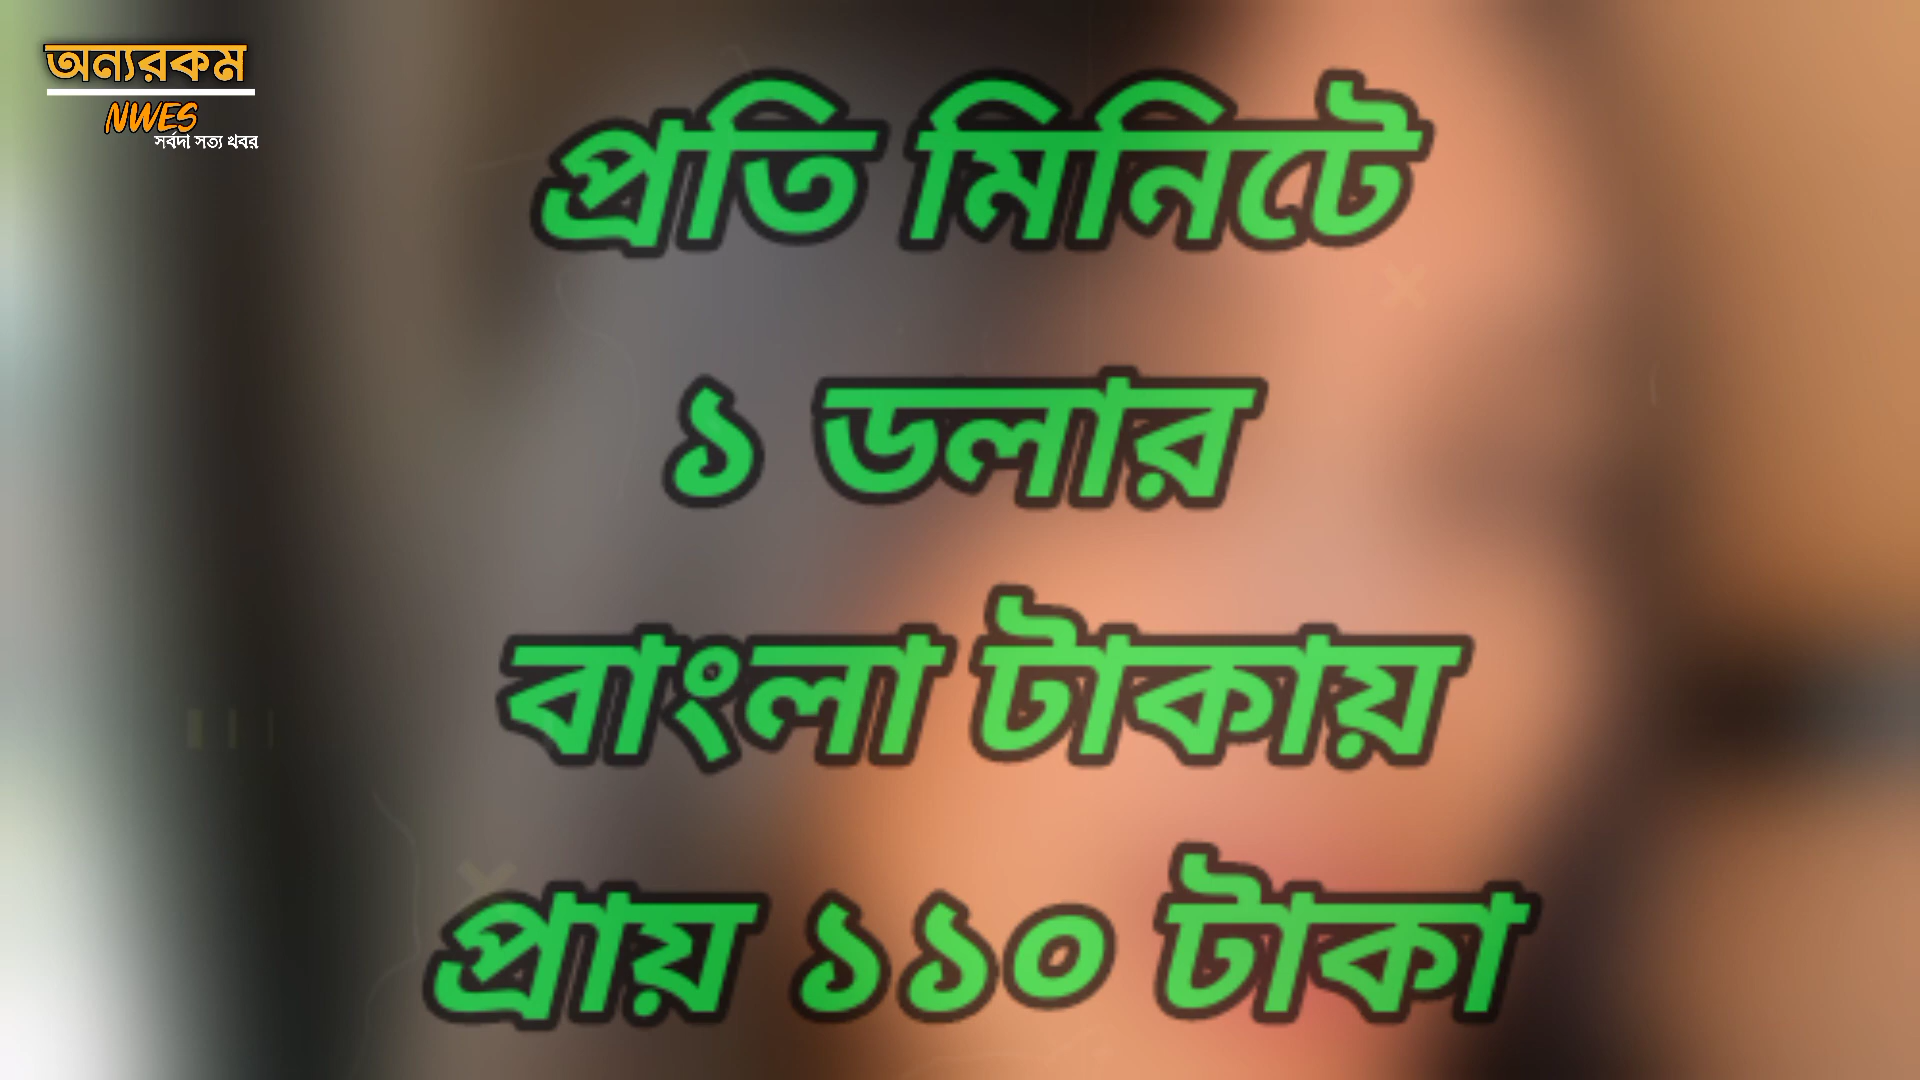 অন্যরকম
NWES
সর্বদা সত্য খবর
প্রতি মিনিটে
১ ডলার
বাংলা টাকায়
প্রায় ১১০ টাকা